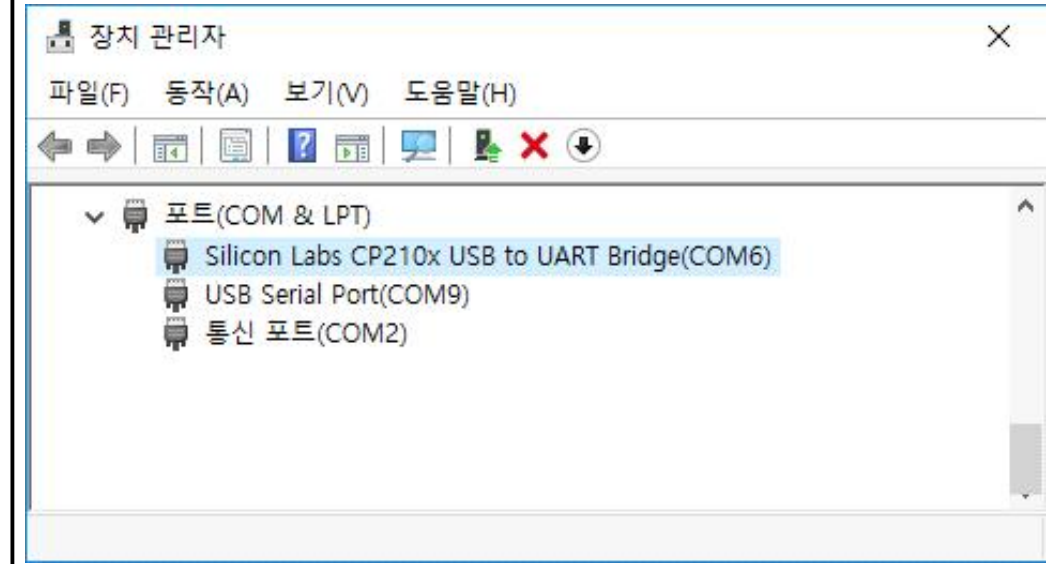 장치 관리자
파일(F) 동작(A) 보기(V) 도움말(H)
포트(COM & LPT)
Silicon Labs CP210x USB to UART Bridge(COM6)
USB Serial Port(COM9)
통신 포트(COM2)